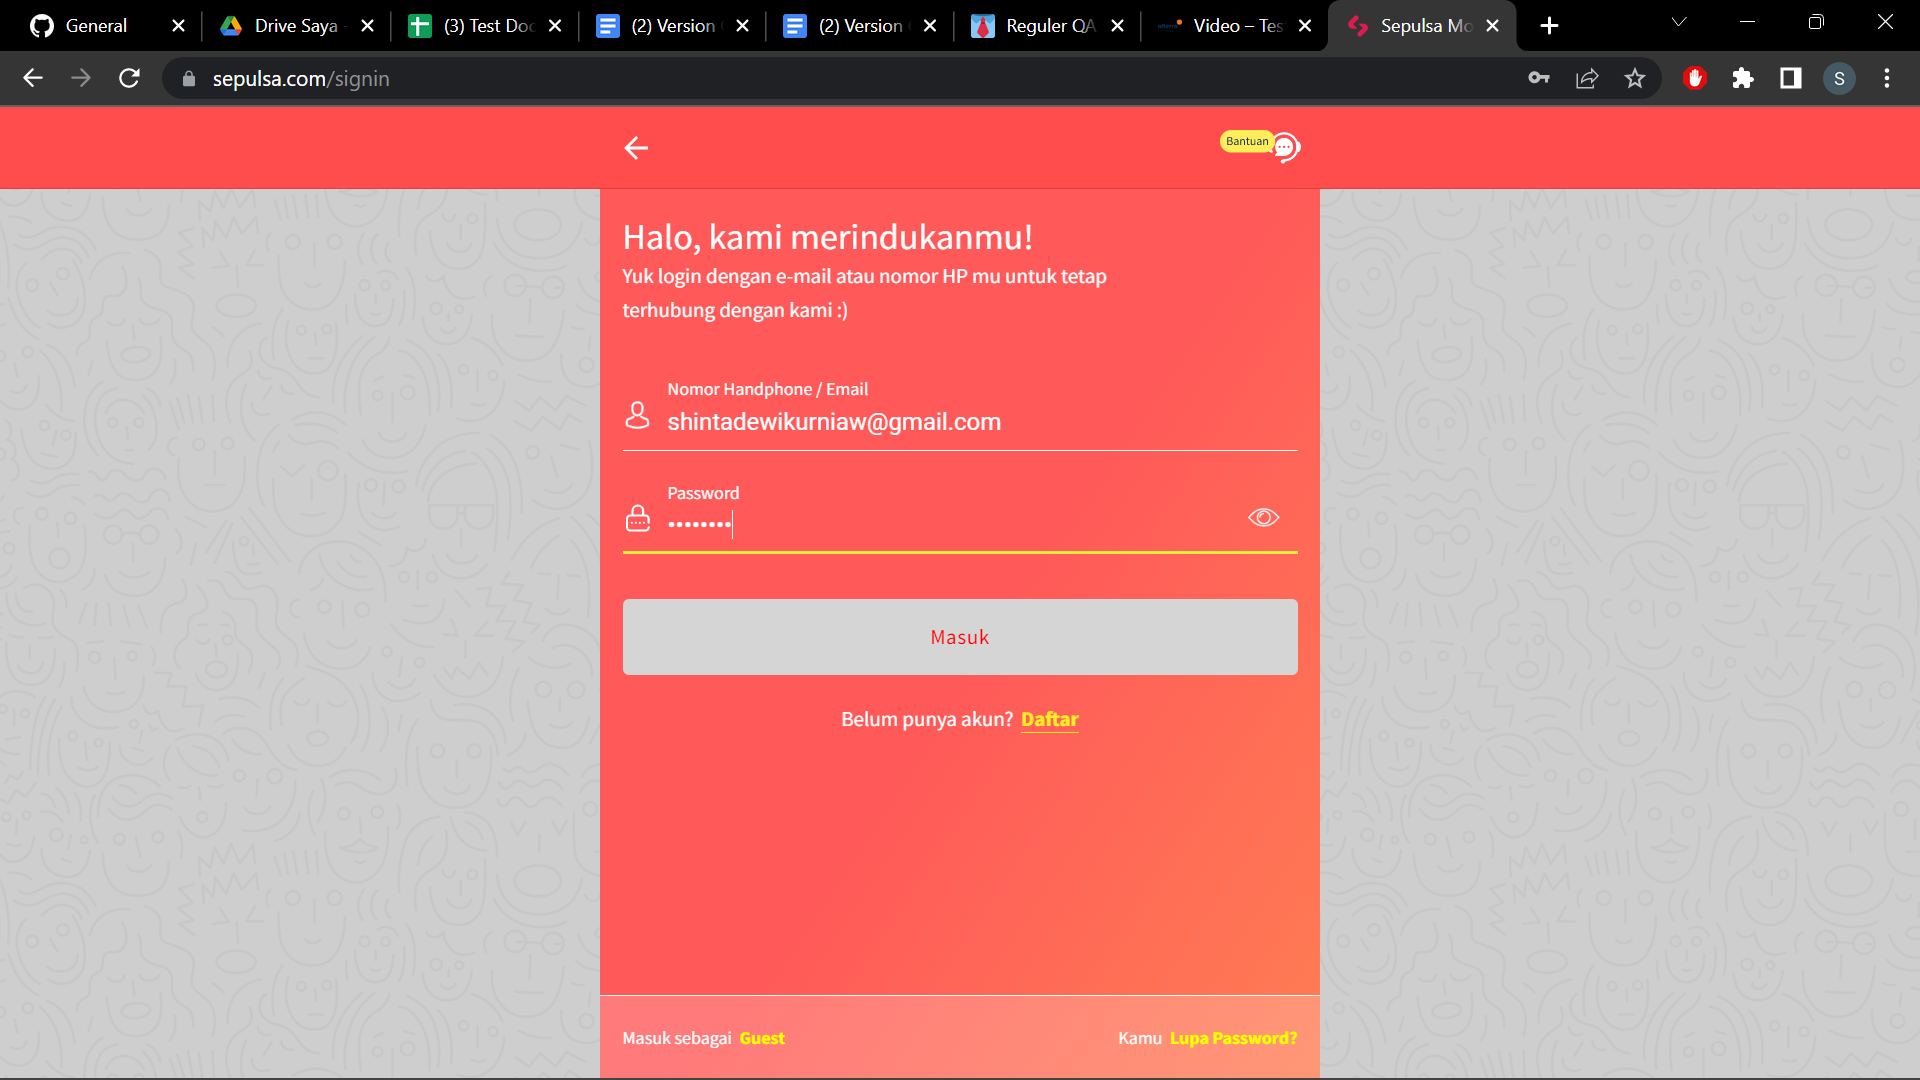 General
Drive Saya
(3) Test Doc
(2) Version
(2) Version
Reguler QA
Video – Tes
Sepulsa Mo
sepulsa.com/signin
S
Bantuan
Halo, kami merindukanmu!
Yuk login dengan e-mail atau nomor HP mu untuk tetap
terhubung dengan kami :)
Nomor Handphone / Email
shintadewikurniaw@gmail.com
Password
••••••••
Masuk
Belum punya akun? Daftar
Masuk sebagai Guest
Kamu Lupa Password?